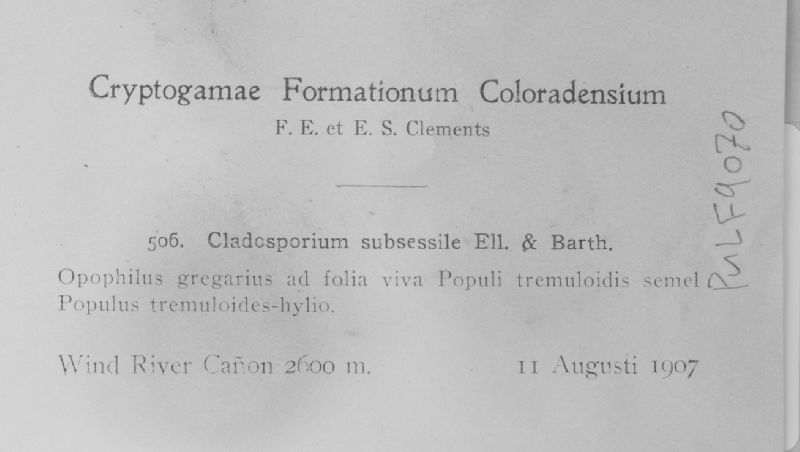 Cryptogamae Formationum Coloradensium
F. E. et E. S. Clements
506. Cladosporium subsessile Ell. & Barth.
Opophilus gregarius ad folia viva Populi tremuloidis semel
Populus tremuloides-hylio.
Wind River Cañon 2600 m. 11 Augusti 1907
PULF9070